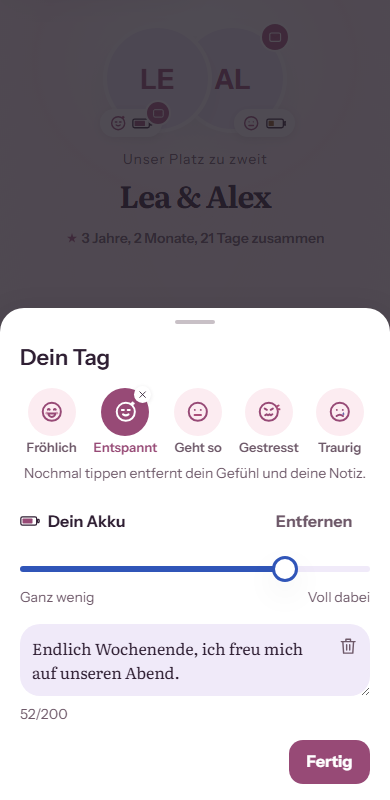 LE AL
Unser Platz zu zweit
Lea & Alex
★ 3 Jahre, 2 Monate, 21 Tage zusammen
Dein Tag
Fröhlich Entspannt Geht so Gestresst Traurig
Nochmal tippen entfernt dein Gefühl und deine Notiz.
Dein Akku Entfernen
Ganz wenig Voll dabei
Endlich Wochenende, ich freu mich
auf unseren Abend.
52/200
Fertig